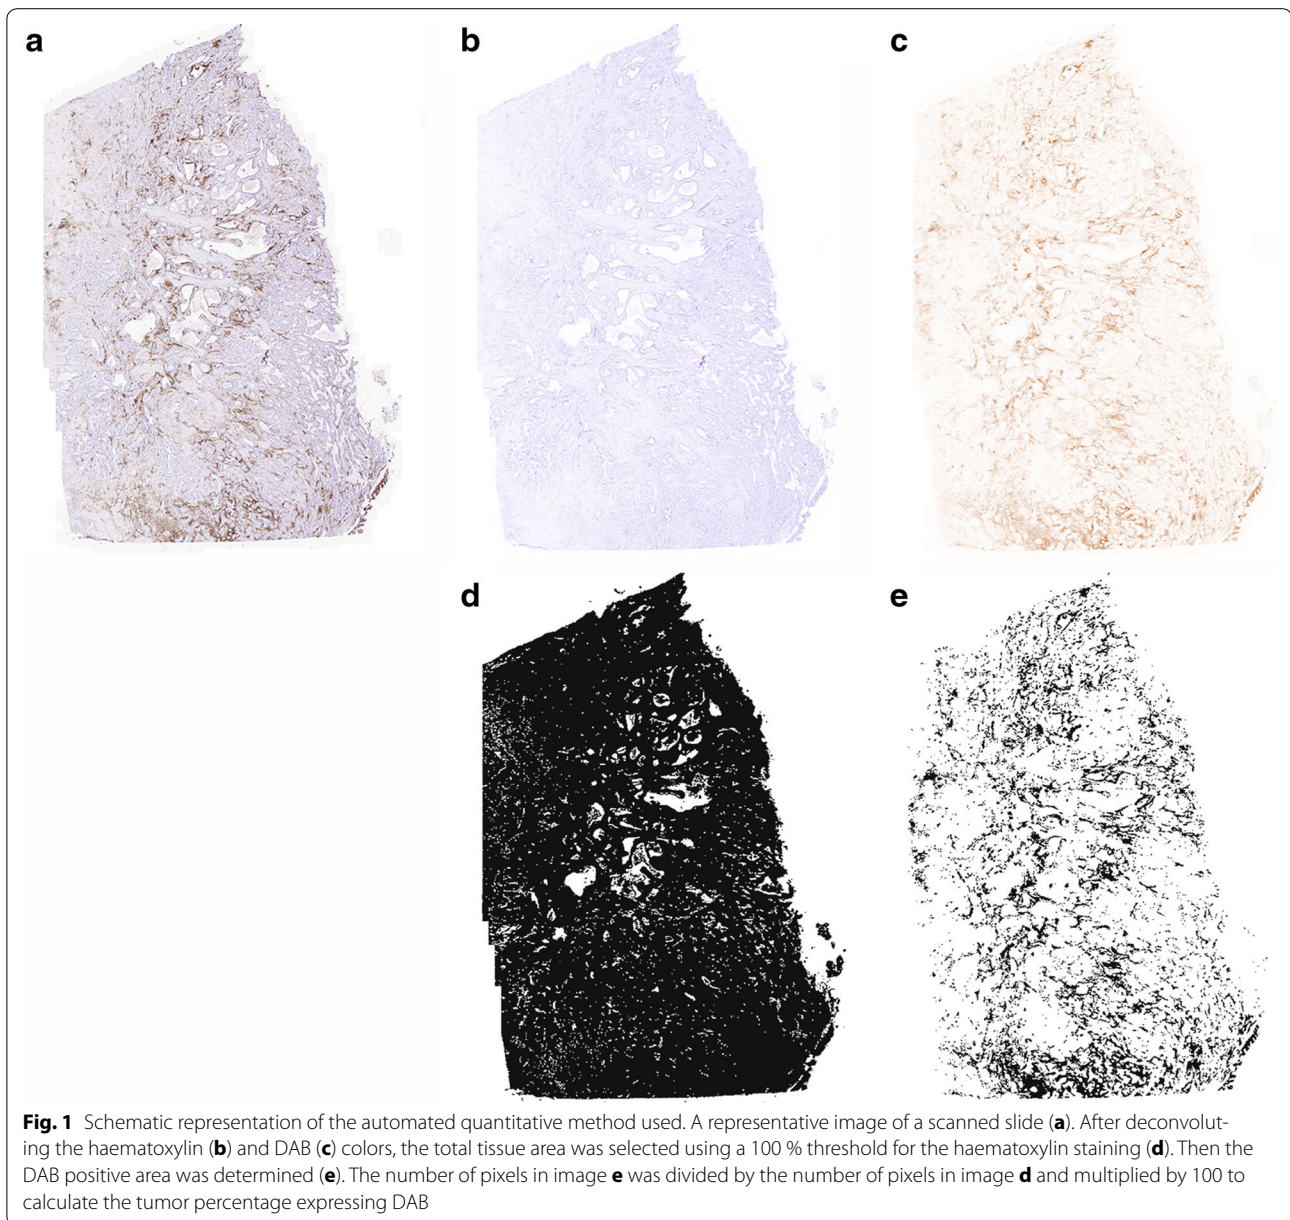 a
b
c
d
e
Fig. 1 Schematic representation of the automated quantitative method used. A representative image of a scanned slide (a). After deconvolut-
ing the haematoxylin (b) and DAB (c) colors, the total tissue area was selected using a 100 % threshold for the haematoxylin staining (d). Then the
DAB positive area was determined (e). The number of pixels in image e was divided by the number of pixels in image d and multiplied by 100 to
calculate the tumor percentage expressing DAB